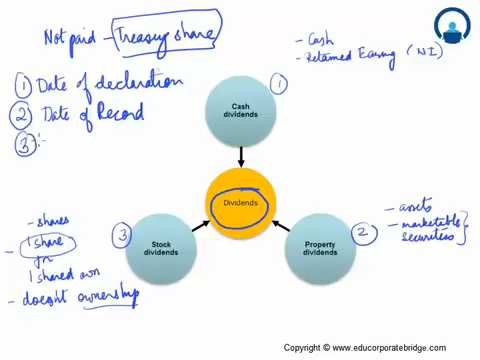 Not paid - Treasury share
- Cash
- Retained Earning (NI)
① Date of declaration
② Date of Record
③
①
Cash
dividends
Dividends
- shares
- 1 share
for
1 shared own
- doesn't ownership
③
Stock
dividends
Property
dividends
②
- assets
- marketable
securities
Copyright © www.educorporatebridge.com